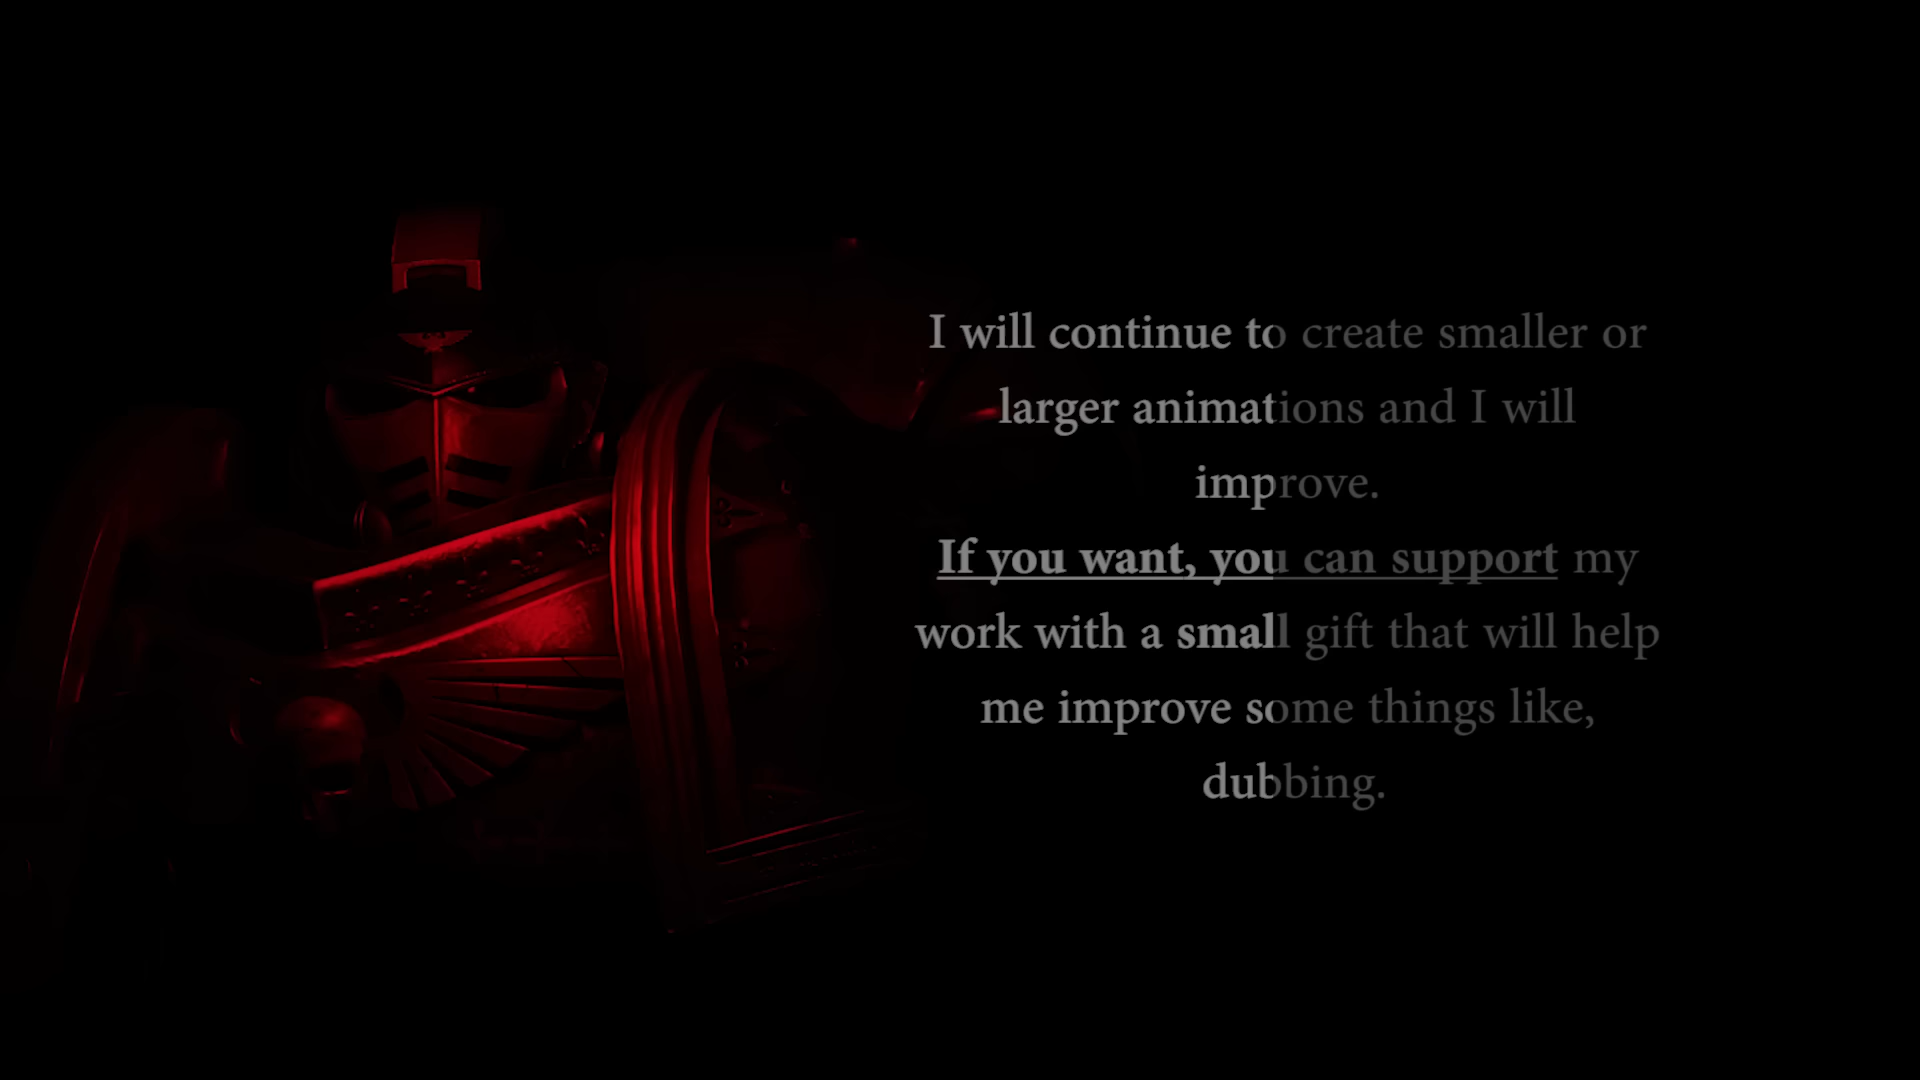 I will continue to create smaller or
larger animations and I will
improve.
If you want, you can support my
work with a small gift that will help
me improve some things like,
dubbing.